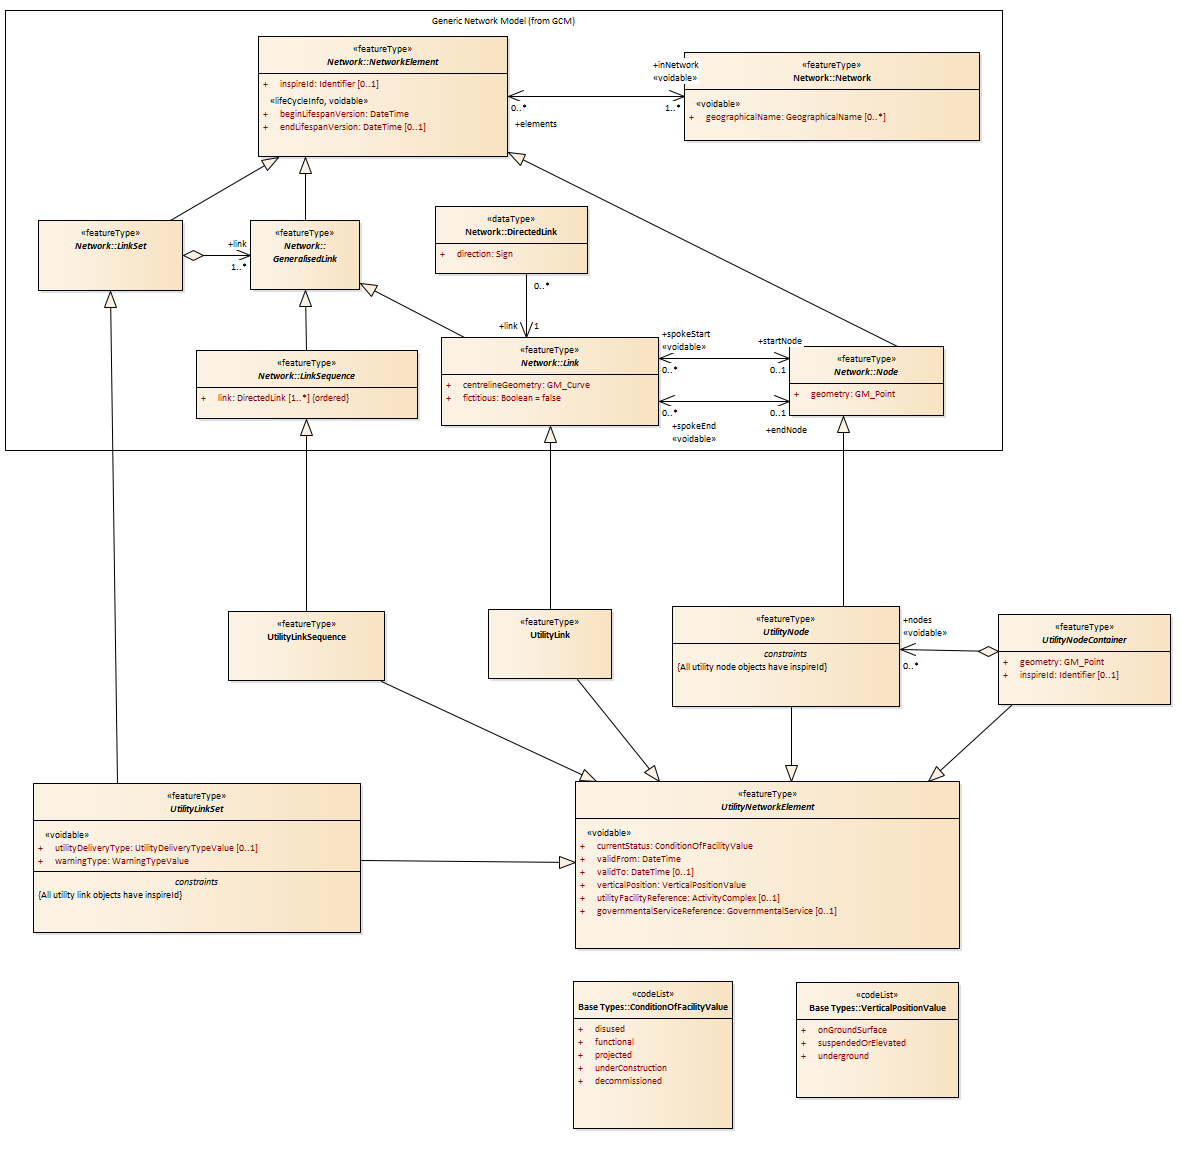 Generic Network Model (from GCM)
«featureType»
Network::NetworkElement
+ inspireId: Identifier [0..1]
«lifeCycleInfo, voidable»
+ beginLifespanVersion: DateTime
+ endLifespanVersion: DateTime [0..1]
+inNetwork
«voidable»
0..*
1..*
+elements
«featureType»
Network::Network
«voidable»
+ geographicalName: GeographicalName [0..*]
«featureType»
Network::LinkSet
+link
1..*
«featureType»
Network::
GeneralisedLink
«dataType»
Network::DirectedLink
+ direction: Sign
0..*
+link
1
«featureType»
Network::LinkSequence
+ link: DirectedLink [1..*] {ordered}
«featureType»
Network::Link
+ centrelineGeometry: GM_Curve
+ fictitious: Boolean = false
+spokeStart
«voidable»
+startNode
0..*
0..1
0..*
0..1
+spokeEnd
«voidable»
+endNode
«featureType»
Network::Node
+ geometry: GM_Point
«featureType»
UtilityLinkSequence
«featureType»
UtilityLink
«featureType»
UtilityNode
constraints
{All utility node objects have inspireId}
+nodes
«voidable»
0..*
«featureType»
UtilityNodeContainer
+ geometry: GM_Point
+ inspireId: Identifier [0..1]
«featureType»
UtilityLinkSet
«voidable»
+ utilityDeliveryType: UtilityDeliveryTypeValue [0..1]
+ warningType: WarningTypeValue
constraints
{All utility link objects have inspireId}
«featureType»
UtilityNetworkElement
«voidable»
+ currentStatus: ConditionOfFacilityValue
+ validFrom: DateTime
+ validTo: DateTime [0..1]
+ verticalPosition: VerticalPositionValue
+ utilityFacilityReference: ActivityComplex [0..1]
+ governmentalServiceReference: GovernmentalService [0..1]
«codeList»
Base Types::ConditionOfFacilityValue
+ disused
+ functional
+ projected
+ underConstruction
+ decommissioned
«codeList»
Base Types::VerticalPositionValue
+ onGroundSurface
+ suspendedOrElevated
+ underground